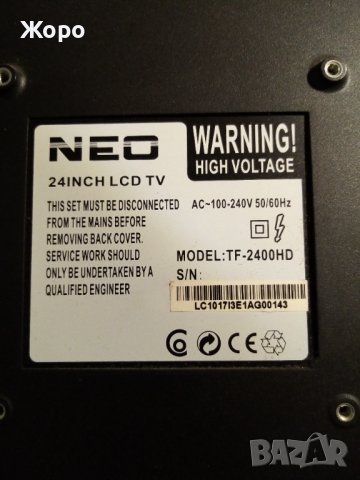 Жоро
NEO
24INCH LCD TV
THIS SET MUST BE DISCONNECTED
FROM THE MAINS BEFORE
REMOVING BACK COVER.
SERVICE WORK SHOULD
ONLY BE UNDERTAKEN BY A
QUALIFIED ENGINEER
WARNING!
HIGH VOLTAGE
AC~100-240V 50/60Hz
MODEL:TF-2400HD
S/N:
LC1017I3E1AG00143
CE
BAZAR